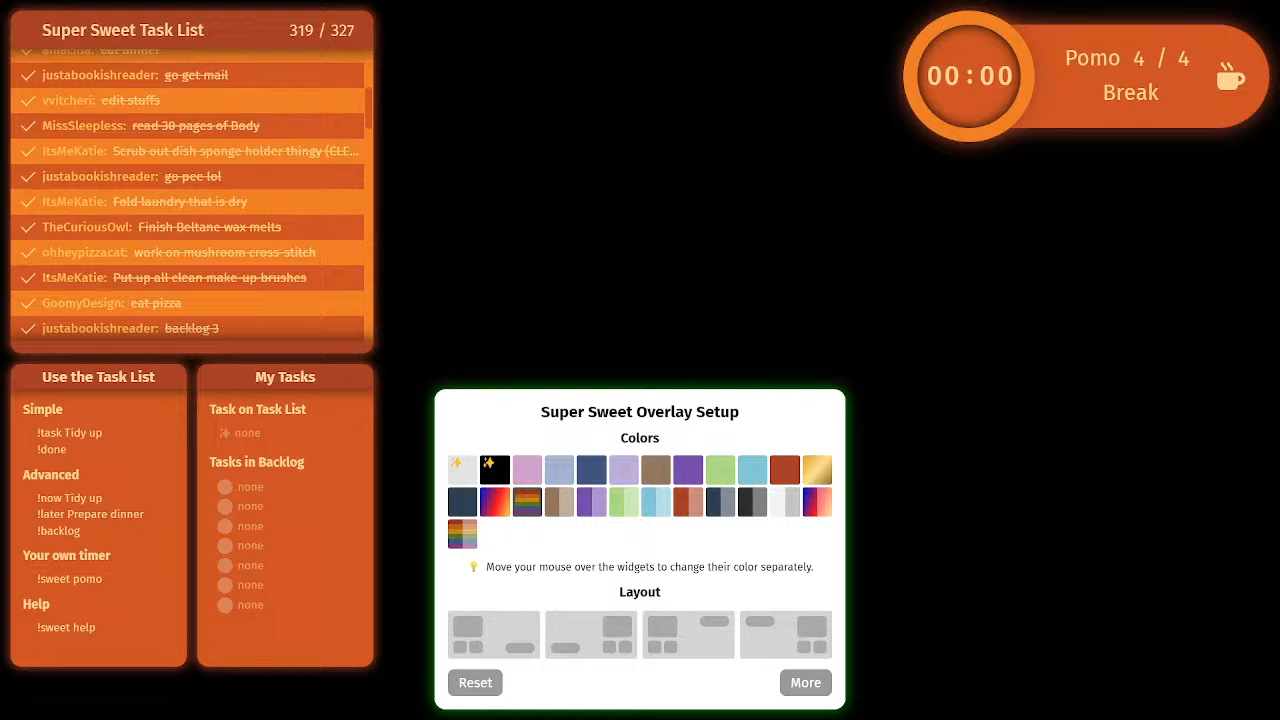 Super Sweet Task List 319 / 327
amacina: eat dinner
justabookishreader: go get mail
vvitcheri: edit stuffs
MissSleepless: read 30 pages of Body
ItsMeKatie: Scrub out dish sponge holder thingy (CLE...
justabookishreader: go pee lol
ItsMeKatie: Fold laundry that is dry
TheCuriousOwl: Finish Beltane wax melts
ohheypizzacat: work on mushroom cross-stitch
ItsMeKatie: Put up all clean make-up brushes
GoomyDesign: eat pizza
justabookishreader: backlog 3
Use the Task List
Simple
!task Tidy up
!done
Advanced
!now Tidy up
!later Prepare dinner
!backlog
Your own timer
!sweet pomo
Help
!sweet help
My Tasks
Task on Task List
none
Tasks in Backlog
none
none
none
none
none
none
none
00:00
Pomo 4 / 4
Break
Super Sweet Overlay Setup
Colors
Move your mouse over the widgets to change their color separately.
Layout
Reset
More